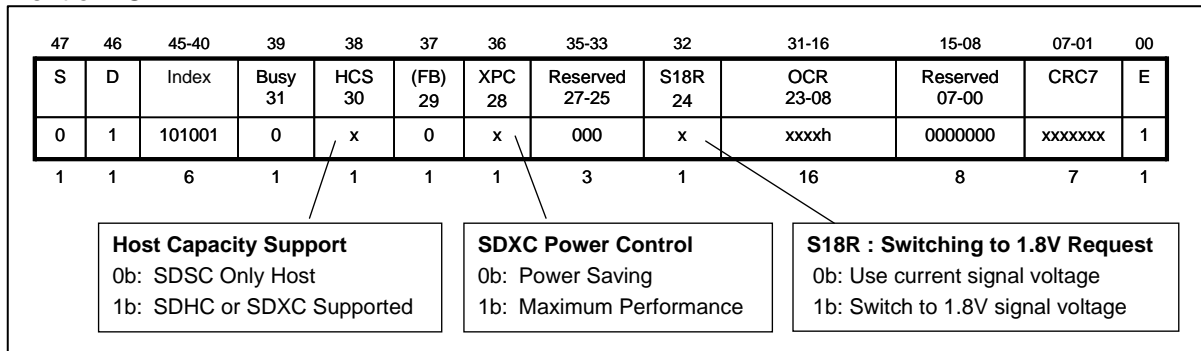 47 46 45-40 39 38 37 36 35-33 32 31-16 15-08 07-01 00
S D Index Busy 31 HCS 30 (FB) 29 XPC 28 Reserved 27-25 S18R 24 OCR 23-08 Reserved 07-00 CRC7 E
0 1 101001 0 x 0 x 000 x xxxxh 0000000 xxxxxxx 1
1 1 6 1 1 1 1 3 1 16 8 7 1
Host Capacity Support
0b: SDSC Only Host
1b: SDHC or SDXC Supported
SDXC Power Control
0b: Power Saving
1b: Maximum Performance
S18R : Switching to 1.8V Request
0b: Use current signal voltage
1b: Switch to 1.8V signal voltage